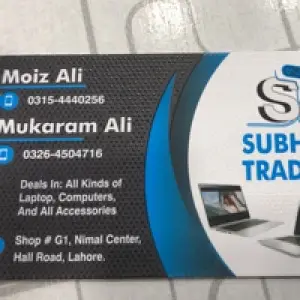 Moiz Ali
0315-4440256
Mukaram Ali
0326-4504716
Deals In: All Kinds of
Laptop, Computers,
And All Accessories
Shop # G1, Nimal Center,
Hall Road, Lahore.
S
SUBH
TRAD